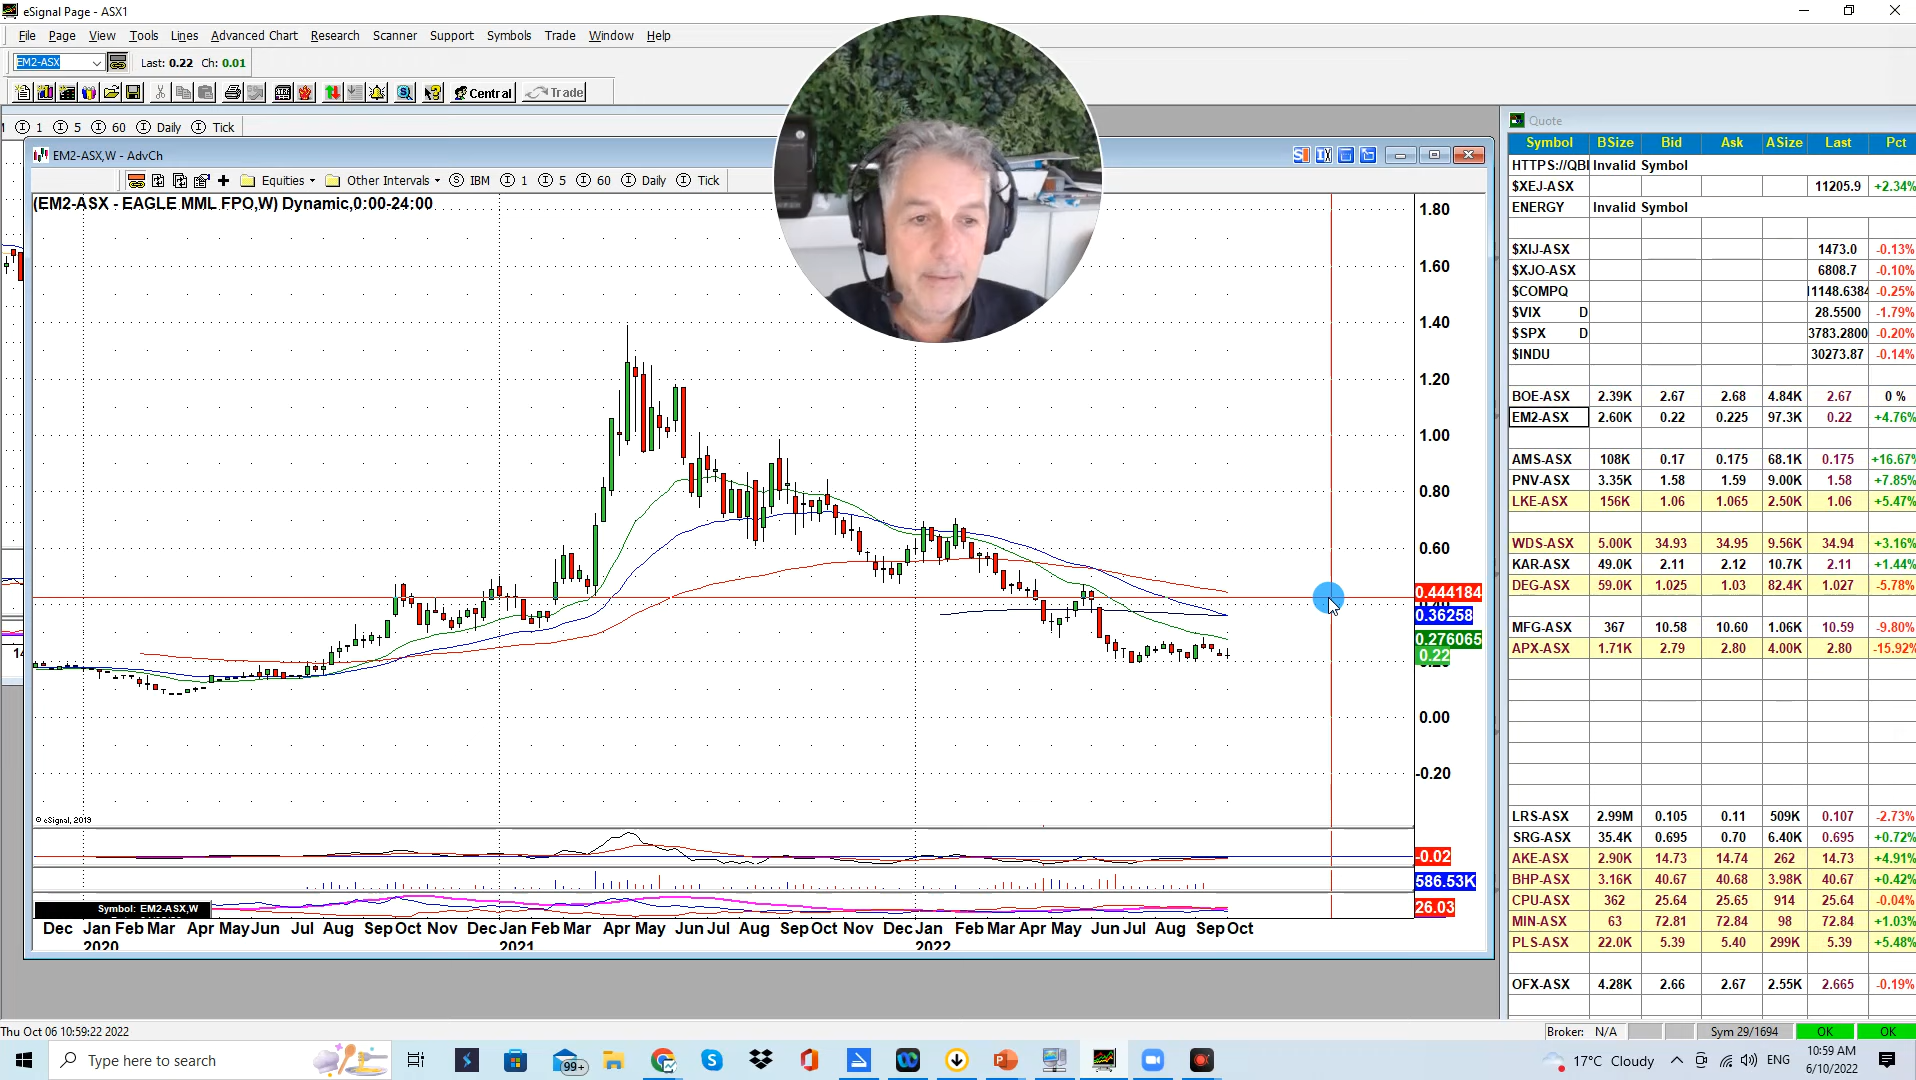 eSignal Page - ASX1
File Page View Tools Lines Advanced Chart Research Scanner Support Symbols Trade Window Help
EM2-ASX Last: 0.22 Ch: 0.01
Central Trade
1 5 60 Daily Tick
EM2-ASX,W - AdvCh
Equities Other Intervals IBM 1 5 60 Daily Tick
(EM2-ASX - EAGLE MML FPO,W) Dynamic,0:00-24:00
1.80
1.60
1.40
1.20
1.00
0.80
0.60
0.444184
0.36258
0.276065
0.22
0.00
-0.20
© eSignal, 2019
-0.02
586.53K
Symbol: EM2-ASX,W
26.03
Dec Jan Feb Mar Apr May Jun Jul Aug Sep Oct Nov Dec Jan Feb Mar Apr May Jun Jul Aug Sep Oct Nov Dec Jan Feb Mar Apr May Jun Jul Aug Sep Oct
2020 2021 2022
Quote
Symbol BSize Bid Ask ASize Last Pct
HTTPS://QBI Invalid Symbol
$XEJ-ASX 11205.9 +2.34%
ENERGY Invalid Symbol
$XIJ-ASX 1473.0 -0.13%
$XJO-ASX 6808.7 -0.10%
$COMPQ 11148.6384 -0.25%
$VIX D 28.5500 -1.79%
$SPX D 3783.2800 -0.20%
$INDU 30273.87 -0.14%
BOE-ASX 2.39K 2.67 2.68 4.84K 2.67 0 %
EM2-ASX 2.60K 0.22 0.225 97.3K 0.22 +4.76%
AMS-ASX 108K 0.17 0.175 68.1K 0.175 +16.67%
PNV-ASX 3.35K 1.58 1.59 9.00K 1.58 +7.85%
LKE-ASX 156K 1.06 1.065 2.50K 1.06 +5.47%
WDS-ASX 5.00K 34.93 34.95 9.56K 34.94 +3.16%
KAR-ASX 49.0K 2.11 2.12 10.7K 2.11 +1.44%
DEG-ASX 59.0K 1.025 1.03 82.4K 1.027 -5.78%
MFG-ASX 367 10.58 10.60 1.06K 10.59 -9.80%
APX-ASX 1.71K 2.79 2.80 4.00K 2.80 -15.92%
LRS-ASX 2.99M 0.105 0.11 509K 0.107 -2.73%
SRG-ASX 35.4K 0.695 0.70 6.40K 0.695 +0.72%
AKE-ASX 2.90K 14.73 14.74 262 14.73 +4.91%
BHP-ASX 3.16K 40.67 40.68 3.98K 40.67 +0.42%
CPU-ASX 362 25.64 25.65 914 25.64 -0.04%
MIN-ASX 63 72.81 72.84 98 72.84 +1.03%
PLS-ASX 22.0K 5.39 5.40 299K 5.39 +5.48%
OFX-ASX 4.28K 2.66 2.67 2.55K 2.665 -0.19%
Thu Oct 06 10:59:22 2022
Broker: N/A Sym 29/1694 OK OK
Type here to search
99+
17°C Cloudy ENG 10:59 AM
6/10/2022